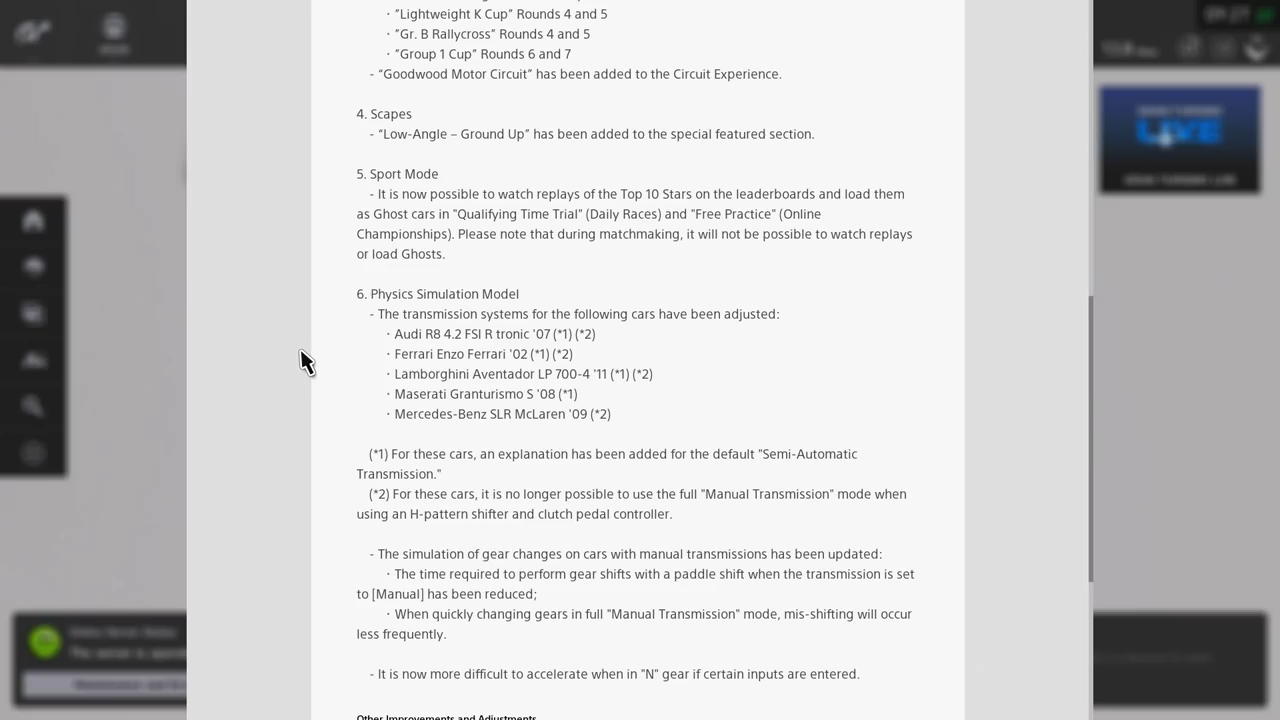 · "Lightweight K Cup" Rounds 4 and 5
· "Gr. B Rallycross" Rounds 4 and 5
· "Group 1 Cup" Rounds 6 and 7
- "Goodwood Motor Circuit" has been added to the Circuit Experience.
4. Scapes
- "Low-Angle – Ground Up" has been added to the special featured section.
5. Sport Mode
- It is now possible to watch replays of the Top 10 Stars on the leaderboards and load them
as Ghost cars in "Qualifying Time Trial" (Daily Races) and "Free Practice" (Online
Championships). Please note that during matchmaking, it will not be possible to watch replays
or load Ghosts.
6. Physics Simulation Model
- The transmission systems for the following cars have been adjusted:
· Audi R8 4.2 FSI R tronic '07 (*1) (*2)
· Ferrari Enzo Ferrari '02 (*1) (*2)
· Lamborghini Aventador LP 700-4 '11 (*1) (*2)
· Maserati Granturismo S '08 (*1)
· Mercedes-Benz SLR McLaren '09 (*2)
(*1) For these cars, an explanation has been added for the default "Semi-Automatic
Transmission."
(*2) For these cars, it is no longer possible to use the full "Manual Transmission" mode when
using an H-pattern shifter and clutch pedal controller.
- The simulation of gear changes on cars with manual transmissions has been updated:
· The time required to perform gear shifts with a paddle shift when the transmission is set
to [Manual] has been reduced;
· When quickly changing gears in full "Manual Transmission" mode, mis-shifting will occur
less frequently.
- It is now more difficult to accelerate when in "N" gear if certain inputs are entered.
Other Improvements and Adjustments
LIVE